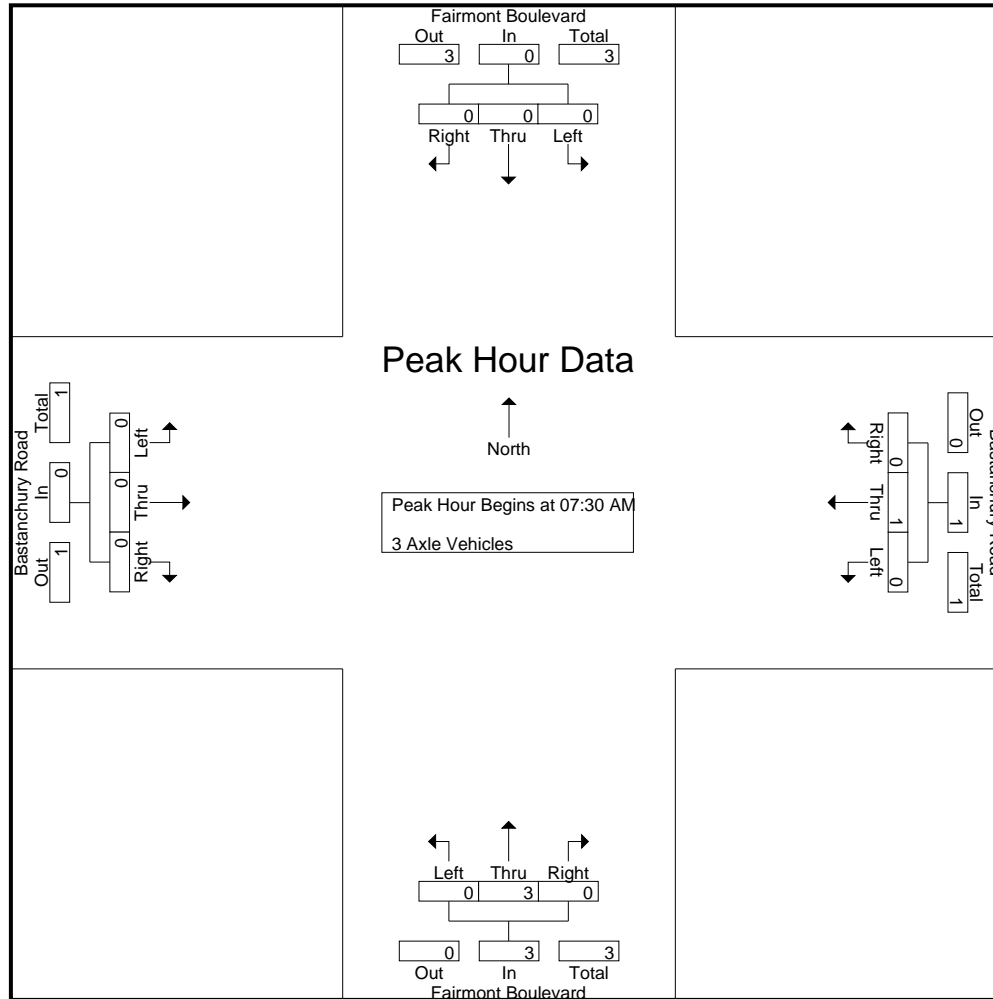 Fairmont Boulevard
Out In Total
3 0 3
0 0 0
Right Thru Left
Peak Hour Data
North
Peak Hour Begins at 07:30 AM
3 Axle Vehicles
Bastanchury Road
Total In Out
1 0 1
0 0 0
Left Thru Right
Right Thru Left
0 1 0
0 1 1
Out In Total
Bastanchury Road
Left Thru Right
0 3 0
0 3 3
Out In Total
Fairmont Boulevard